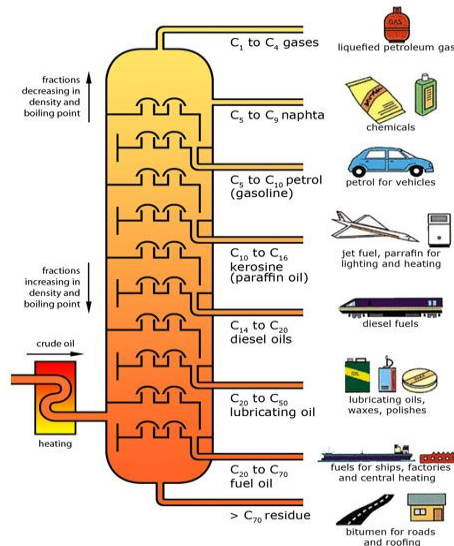 C₁ to C₄ gases
liquefied petroleum gas
fractions
decreasing in
density and
boiling point
C₅ to C₉ naphta
chemicals
C₅ to C₁₀ petrol
(gasoline)
petrol for vehicles
C₁₀ to C₁₆
kerosine
(paraffin oil)
jet fuel, parrafin for
lighting and heating
fractions
increasing in
density and
boiling point
C₁₄ to C₂₀
diesel oils
diesel fuels
crude oil
heating
C₂₀ to C₅₀
lubricating oil
OIL
lubricating oils,
waxes, polishes
C₂₀ to C₇₀
fuel oil
fuels for ships, factories
and central heating
> C₇₀ residue
bitumen for roads
and roofing